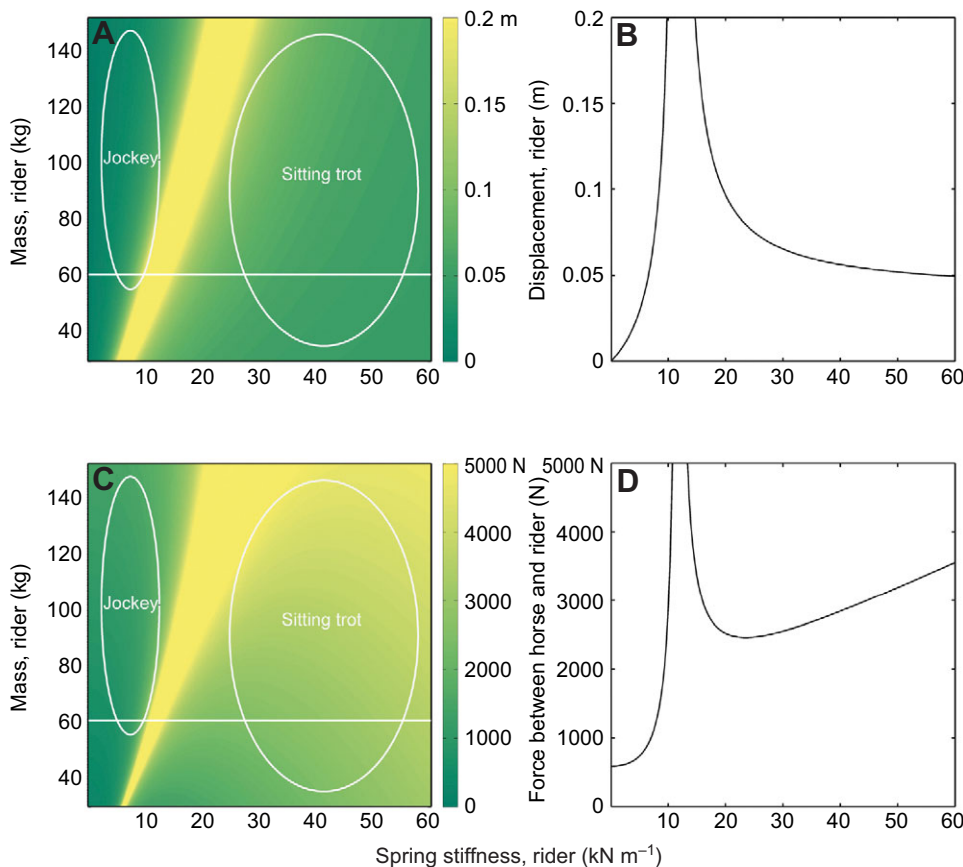 A
Mass, rider (kg)
140
120
100
80
60
40
Jockey
Sitting trot
10 20 30 40 50 60
0.2 m
0.15
0.1
0.05
0
B
Displacement, rider (m)
0.2
0.15
0.1
0.05
0
0 10 20 30 40 50 60
C
Mass, rider (kg)
140
120
100
80
60
40
Jockey
Sitting trot
10 20 30 40 50 60
5000 N
4000
3000
2000
1000
0
D
Force between horse and rider (N)
5000 N
4000
3000
2000
1000
0
0 10 20 30 40 50 60
Spring stiffness, rider (kN m⁻¹)